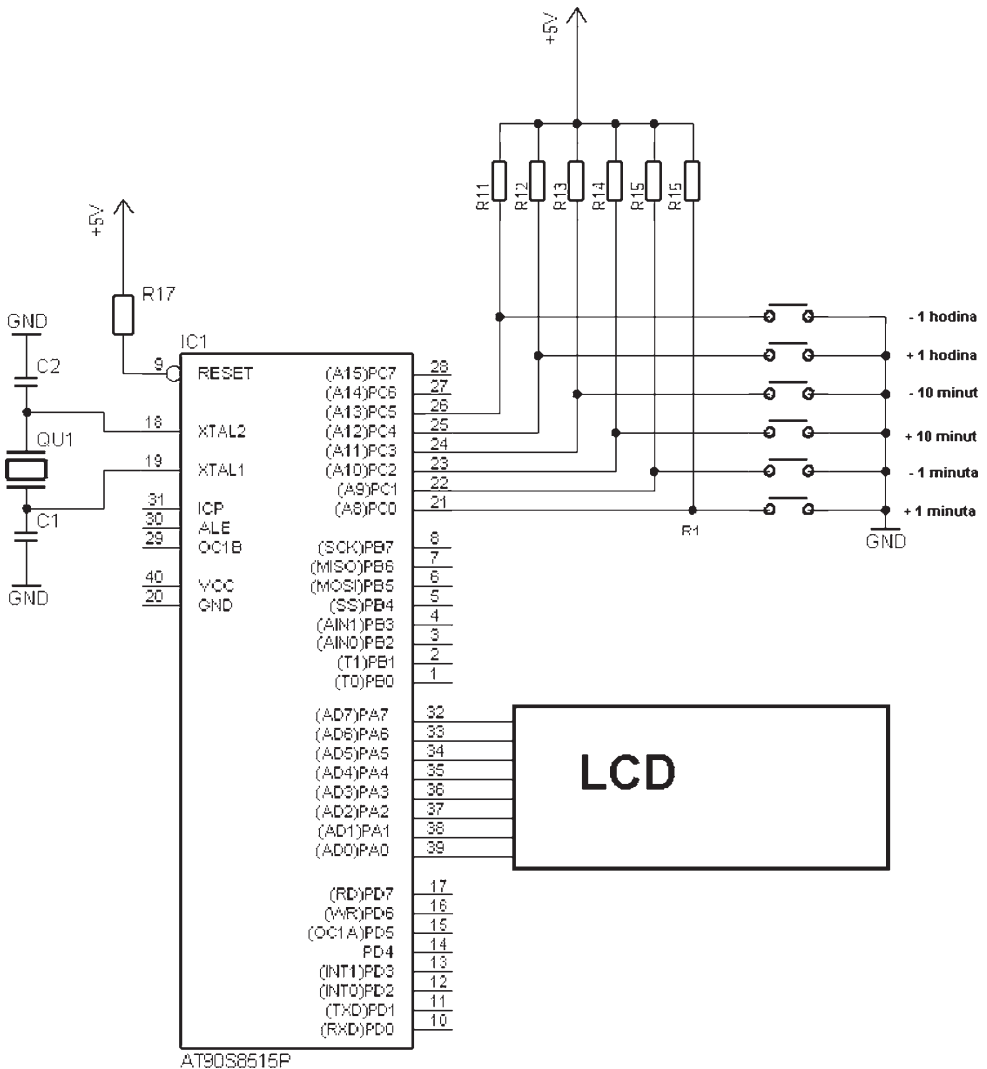 +5V
R11
R12
R13
R14
R15
R15
+5V
R17
GND
C2
QU1
C1
GND
IC1
9 RESET
18 XTAL2
19 XTAL1
31 ICP
30 ALE
29 OC1B
40 VCC
20 GND
(A15)PC7 28
(A14)PC6 27
(A13)PC5 26
(A12)PC4 25
(A11)PC3 24
(A10)PC2 23
(A9)PC1 22
(A8)PC0 21
(SCK)PB7 8
(MISO)PB6 7
(MOSI)PB5 6
(SS)PB4 5
(AIN1)PB3 4
(AIN0)PB2 3
(T1)PB1 2
(T0)PB0 1
(AD7)PA7 32
(AD6)PA6 33
(AD5)PA5 34
(AD4)PA4 35
(AD3)PA3 36
(AD2)PA2 37
(AD1)PA1 38
(AD0)PA0 39
(RD)PD7 17
(WR)PD6 16
(OC1A)PD5 15
PD4 14
(INT1)PD3 13
(INT0)PD2 12
(TXD)PD1 11
(RXD)PD0 10
AT90S8515P
- 1 hodina
+ 1 hodina
- 10 minut
+ 10 minut
- 1 minuta
+ 1 minuta
R1
GND
LCD